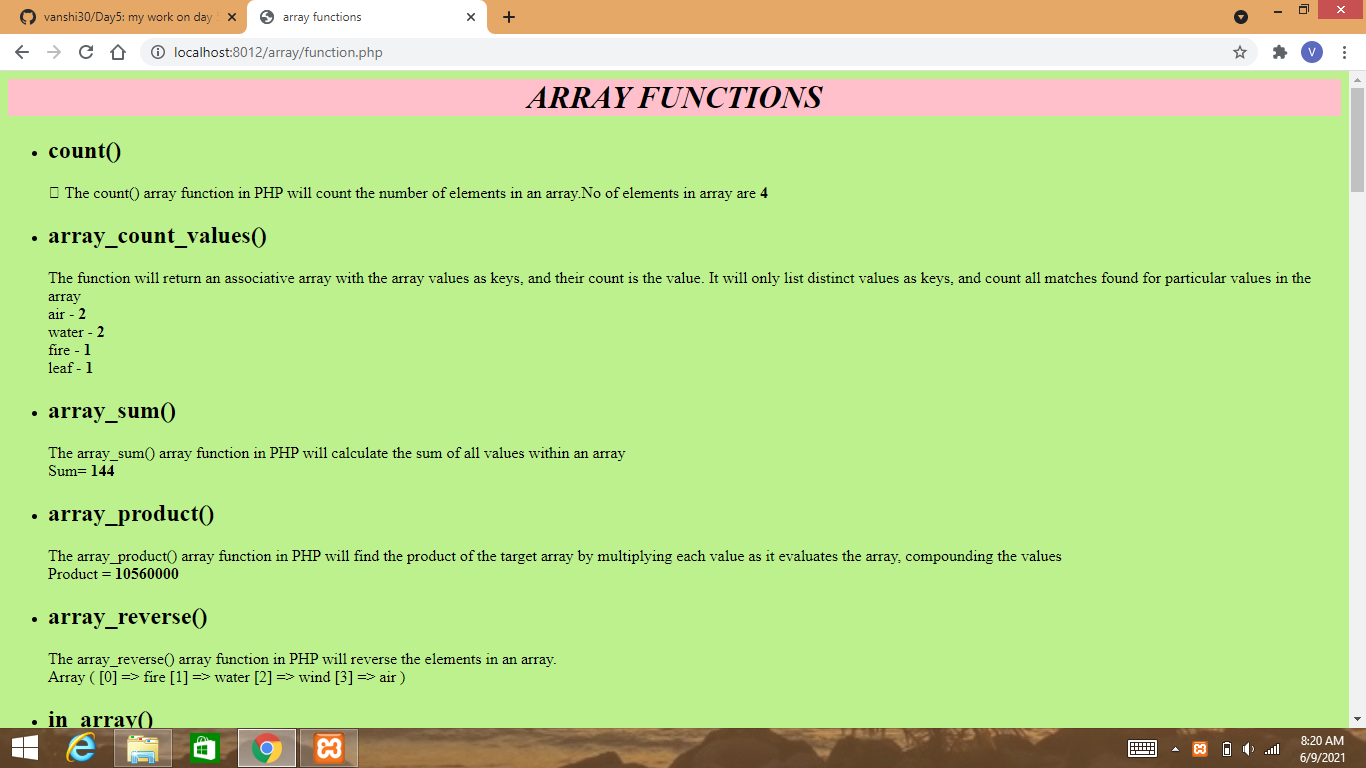 vanshi30/Day5: my work on day
array functions
localhost:8012/array/function.php
V
ARRAY FUNCTIONS
• count()
The count() array function in PHP will count the number of elements in an array.No of elements in array are 4
• array_count_values()
The function will return an associative array with the array values as keys, and their count is the value. It will only list distinct values as keys, and count all matches found for particular values in the
array
air - 2
water - 2
fire - 1
leaf - 1
• array_sum()
The array_sum() array function in PHP will calculate the sum of all values within an array
Sum= 144
• array_product()
The array_product() array function in PHP will find the product of the target array by multiplying each value as it evaluates the array, compounding the values
Product = 10560000
• array_reverse()
The array_reverse() array function in PHP will reverse the elements in an array.
Array ( [0] => fire [1] => water [2] => wind [3] => air )
• in_array()
8:20 AM
6/9/2021